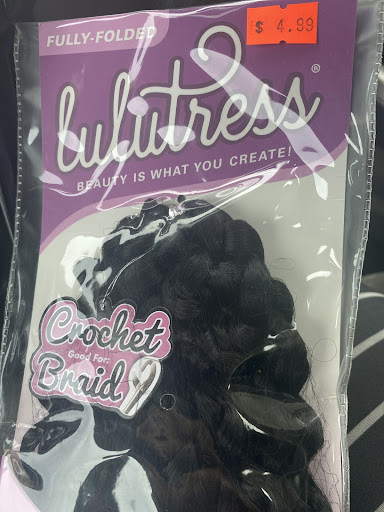 $ 4.99
FULLY-FOLDED
lulutress®
BEAUTY IS WHAT YOU CREATE!
Crochet
Good For:
Braid